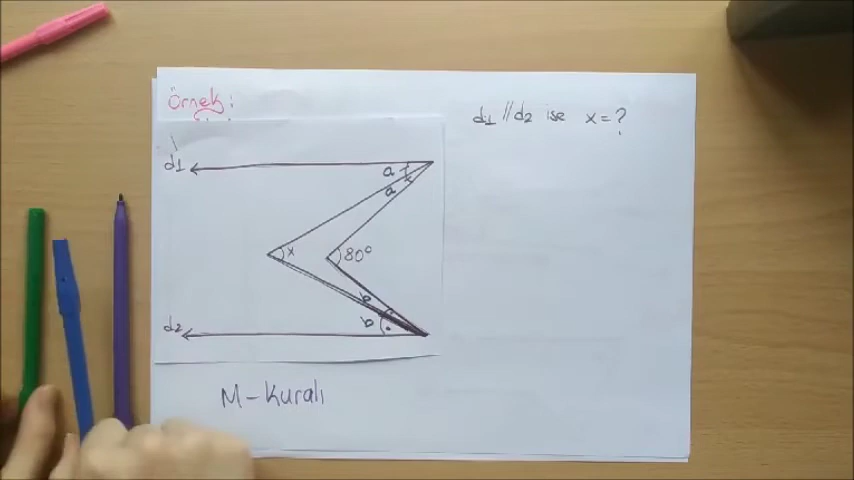 Örnek:
d1 // d2 ise x = ?
d1
a
a
x
80°
b
b
d2
M - Kuralı